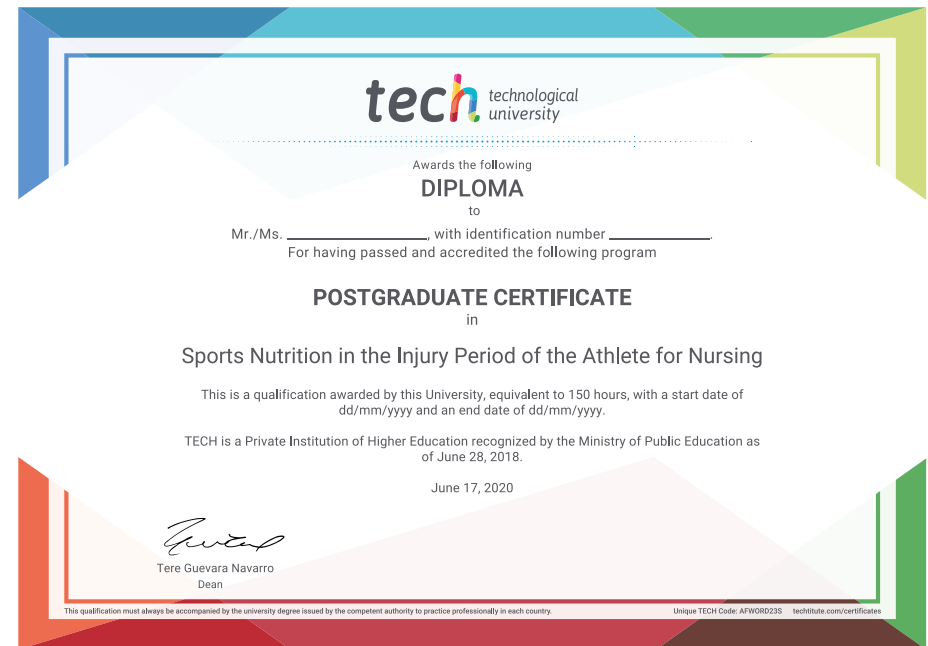 tech technological
university
Awards the following
DIPLOMA
to
Mr./Ms. ____________________, with identification number ______________.
For having passed and accredited the following program
POSTGRADUATE CERTIFICATE
in
Sports Nutrition in the Injury Period of the Athlete for Nursing
This is a qualification awarded by this University, equivalent to 150 hours, with a start date of
dd/mm/yyyy and an end date of dd/mm/yyyy.
TECH is a Private Institution of Higher Education recognized by the Ministry of Public Education as
of June 28, 2018.
June 17, 2020
Tere Guevara Navarro
Dean
This qualification must always be accompanied by the university degree issued by the competent authority to practice professionally in each country.
Unique TECH Code: AFWORD23S techtitute.com/certificates